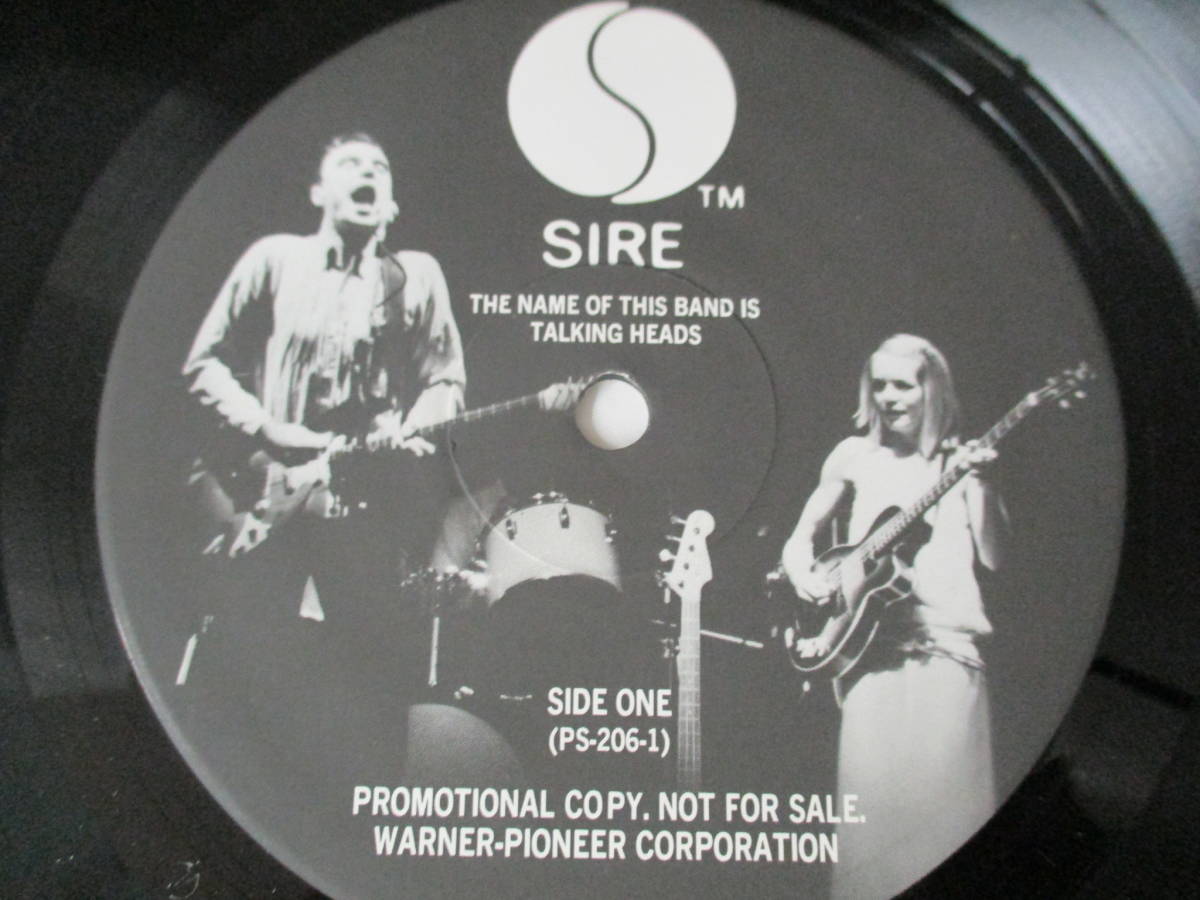 TM
SIRE
THE NAME OF THIS BAND IS
TALKING HEADS
SIDE ONE
(PS-206-1)
PROMOTIONAL COPY. NOT FOR SALE.
WARNER-PIONEER CORPORATION